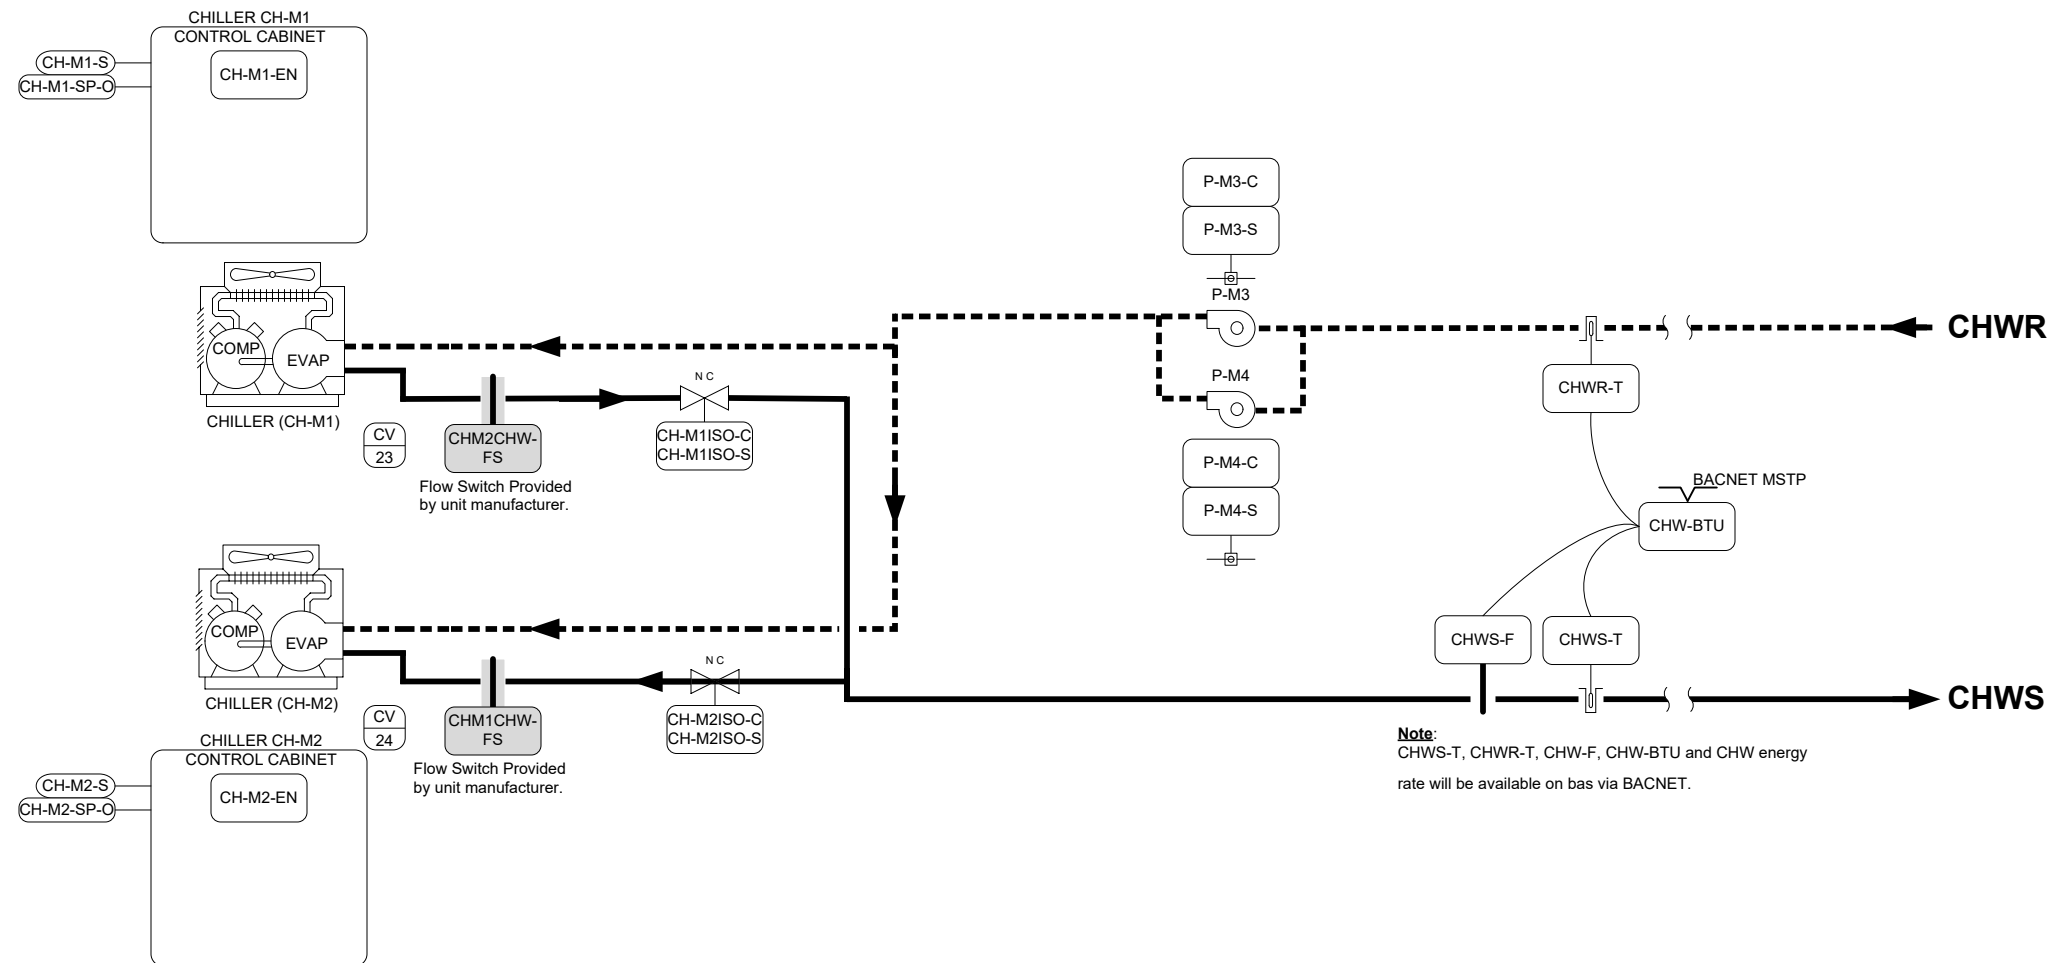 CHILLER CH-M1
CONTROL CABINET
CH-M1-S
CH-M1-SP-O
CH-M1-EN
COMP
EVAP
CHILLER (CH-M1)
CV
23
CHM2CHW-
FS
Flow Switch Provided
by unit manufacturer.
N C
CH-M1ISO-C
CH-M1ISO-S
P-M3-C
P-M3-S
P-M3
P-M4
P-M4-C
P-M4-S
CHWR
CHWR-T
BACNET MSTP
CHW-BTU
CHWS-F
CHWS-T
CHWS
Note:
CHWS-T, CHWR-T, CHW-F, CHW-BTU and CHW energy
rate will be available on bas via BACNET.
COMP
EVAP
CHILLER (CH-M2)
CV
24
CHM1CHW-
FS
Flow Switch Provided
by unit manufacturer.
N C
CH-M2ISO-C
CH-M2ISO-S
CHILLER CH-M2
CONTROL CABINET
CH-M2-S
CH-M2-SP-O
CH-M2-EN